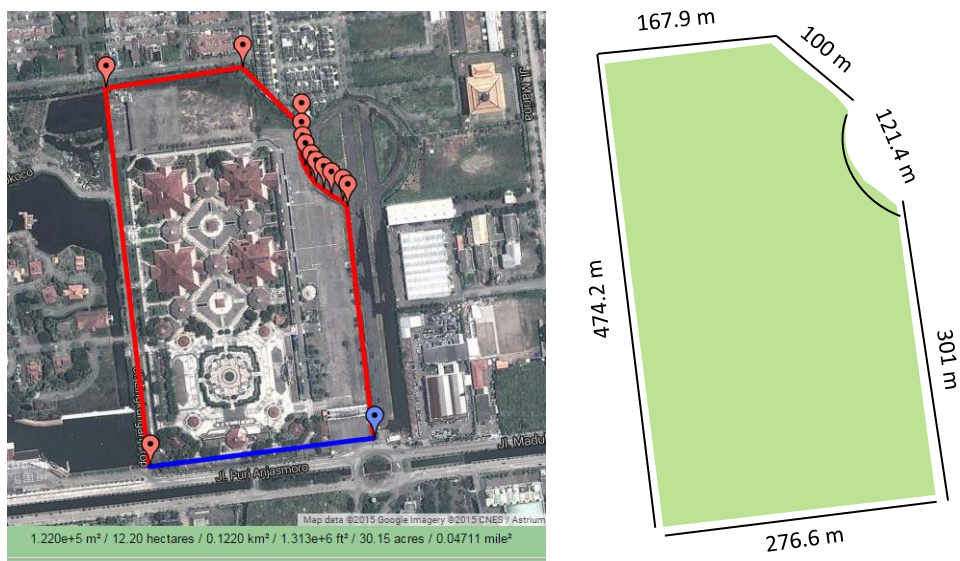 okoco
Jl. Marina
Jl. Puri Anjasmoro
Jl. Madu
Map data ©2015 Google Imagery ©2015 CNES / Astrium
1.220e+5 m² / 12.20 hectares / 0.1220 km² / 1.313e+6 ft² / 30.15 acres / 0.04711 mile²
167.9 m
100 m
121.4 m
474.2 m
301 m
276.6 m